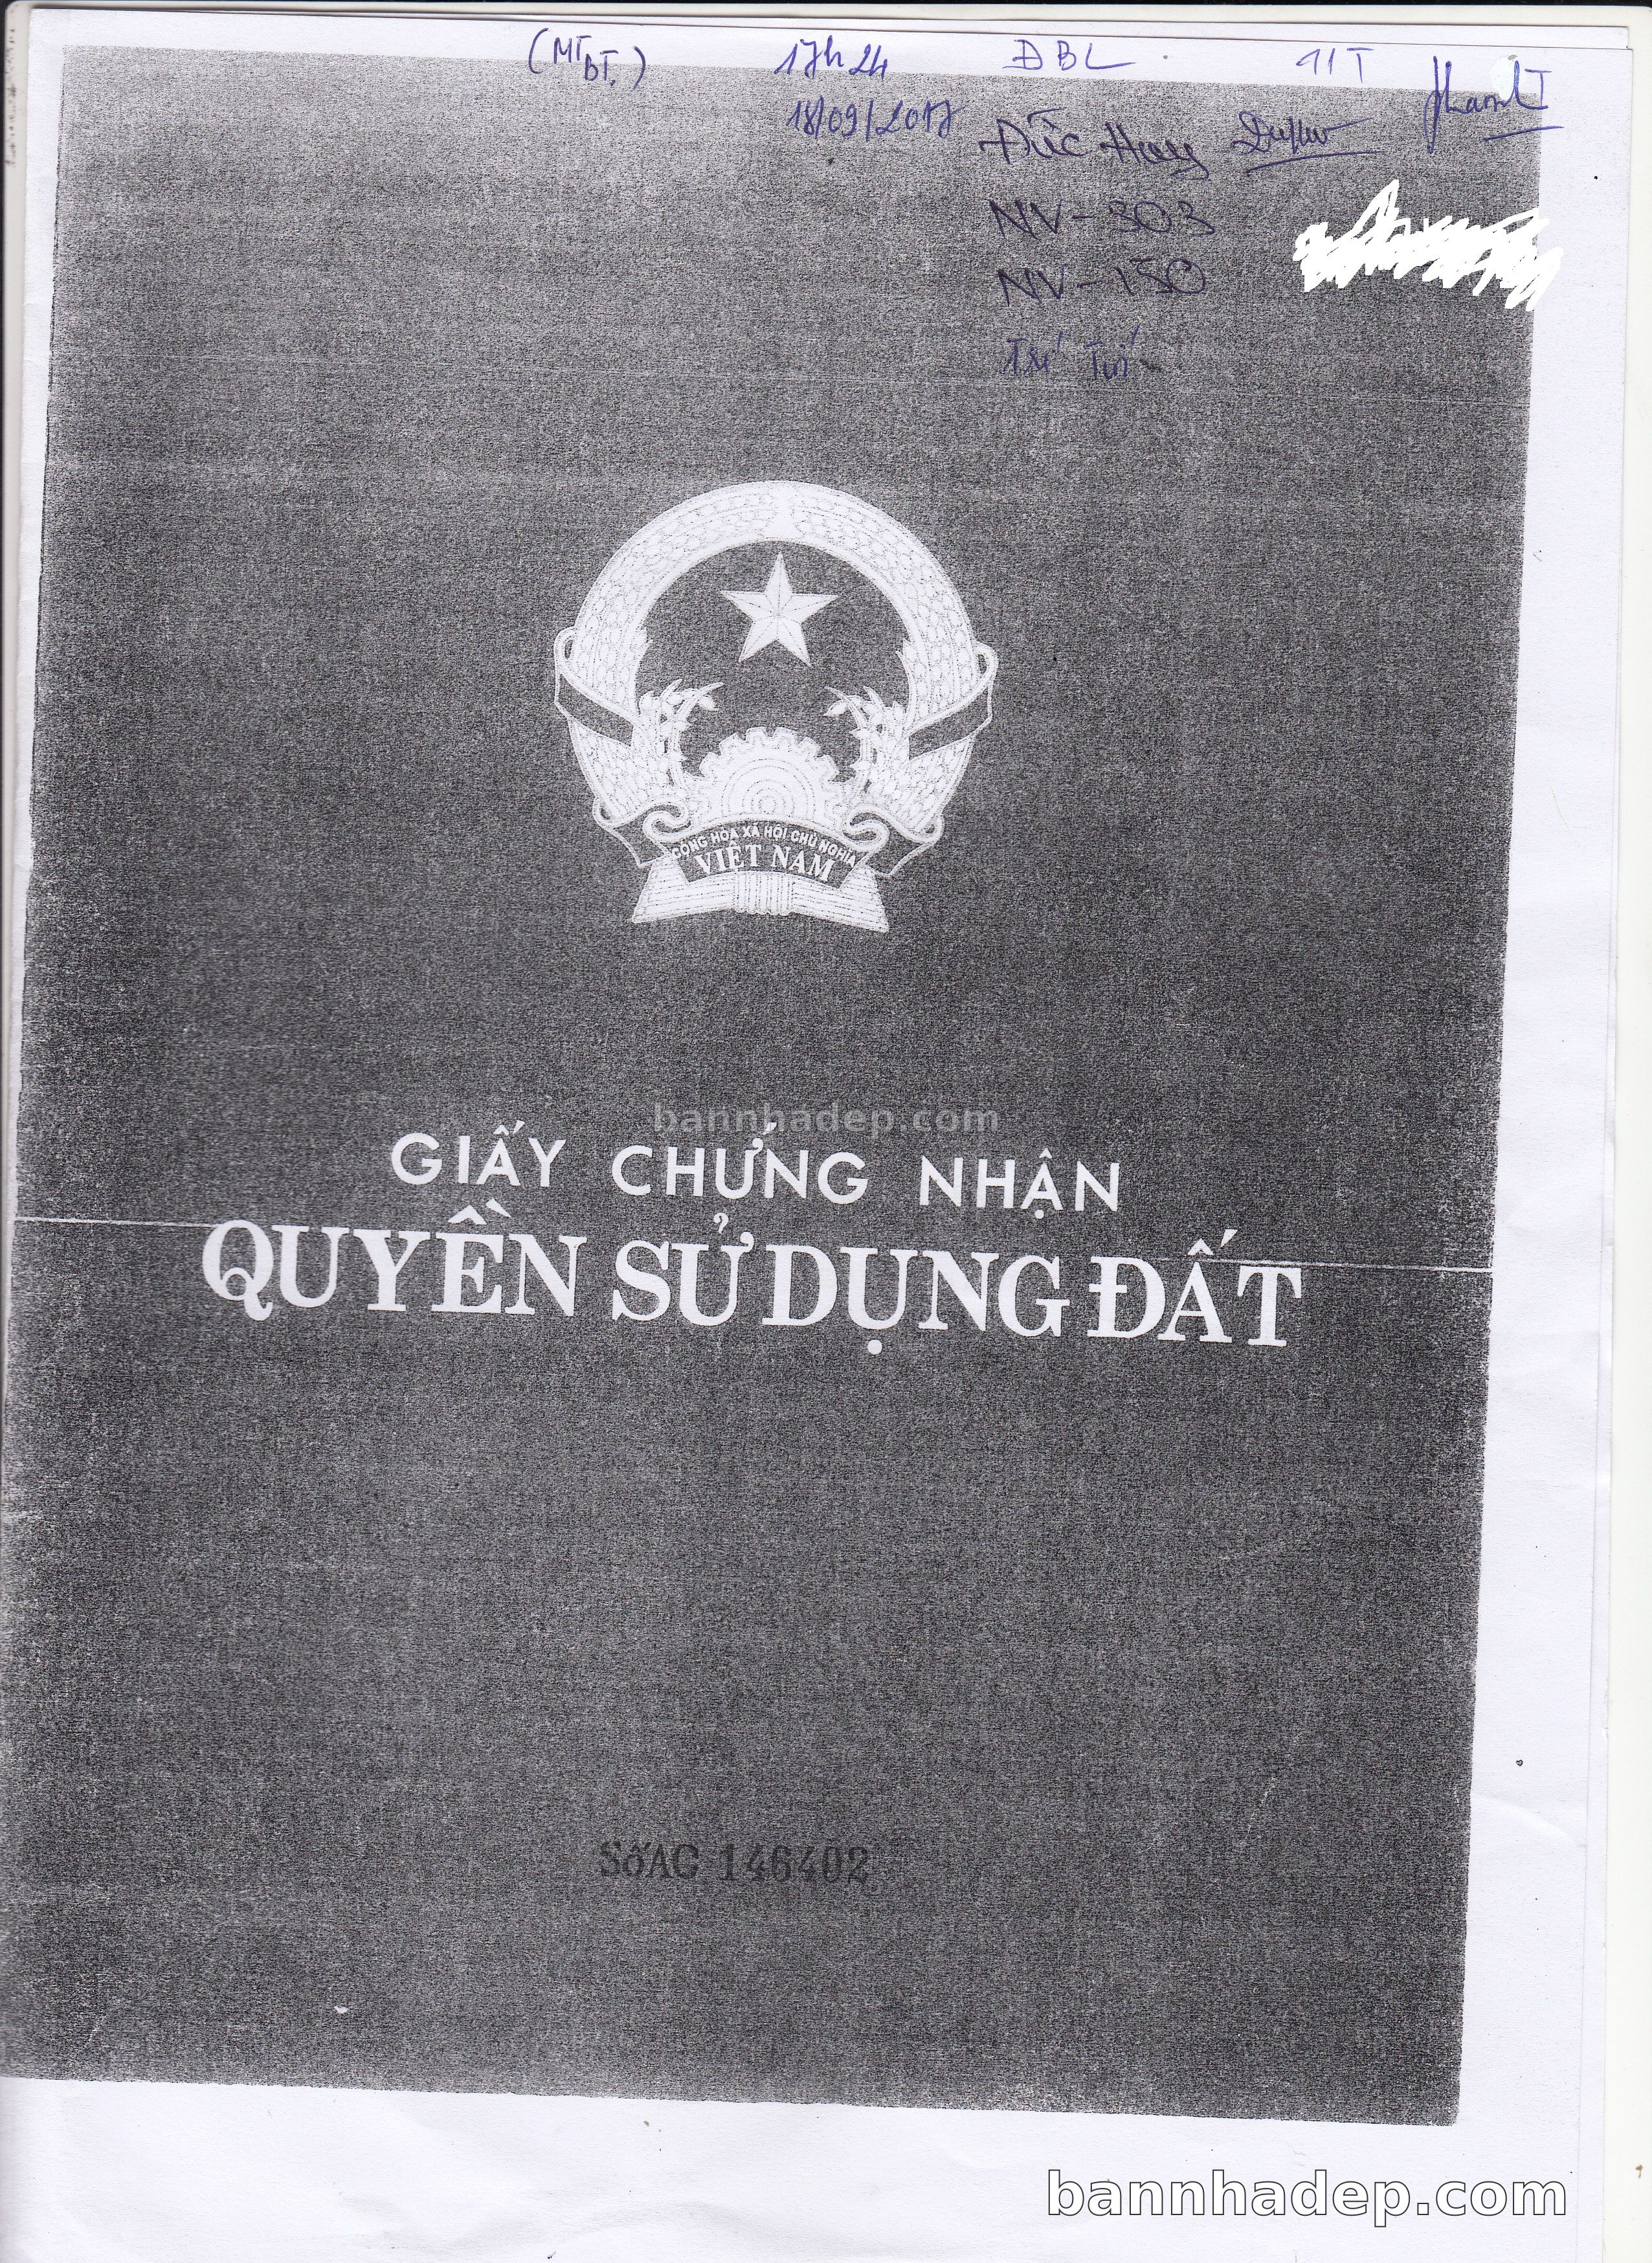 (MT BT.) 17h24 ĐBL 11T
18/09/2017
Đức Huy
NV-303
NV-150
CỘNG HÒA XÃ HỘI CHỦ NGHĨA
VIỆT NAM
bannhadep.com
GIẤY CHỨNG NHẬN
QUYỀN SỬ DỤNG ĐẤT
Số AC 146402
bannhadep.com